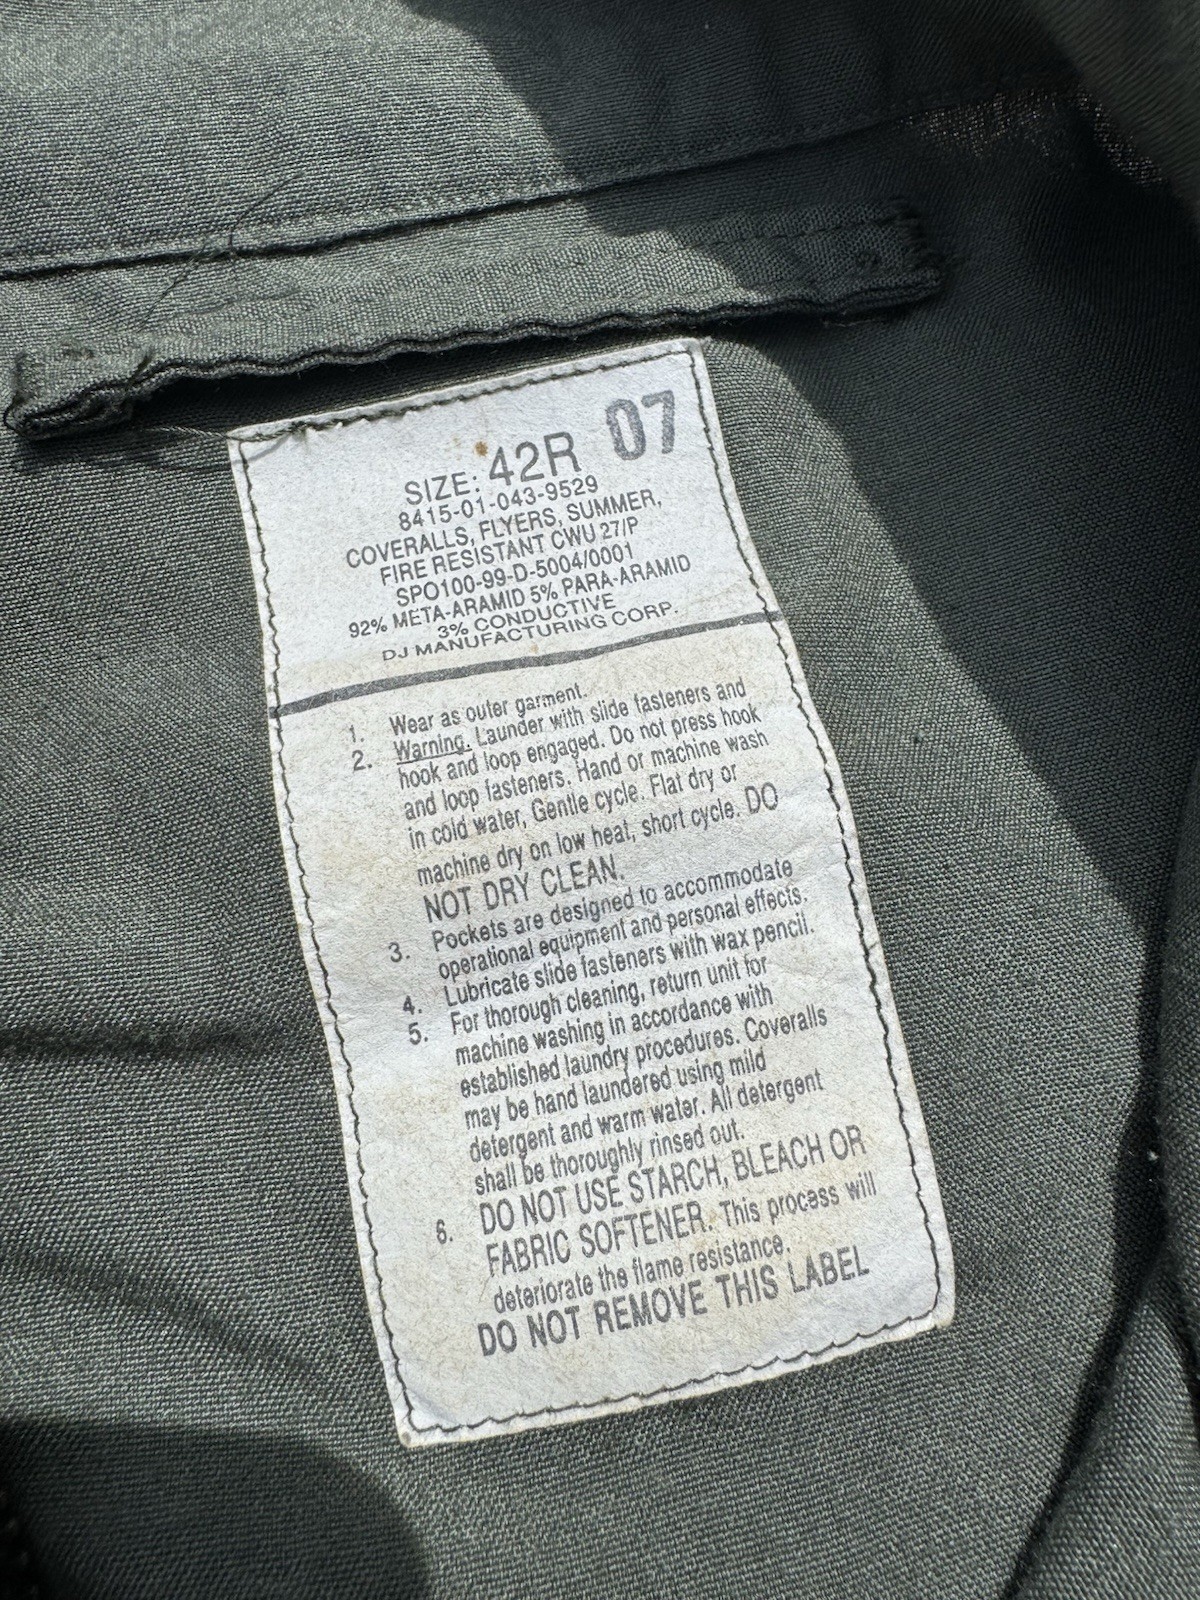 SIZE: 42R 07
8415-01-043-9529
COVERALLS, FLYERS, SUMMER,
FIRE RESISTANT CWU 27/P
SPO100-99-D-5004/0001
92% META-ARAMID 5% PARA-ARAMID
3% CONDUCTIVE
DJ MANUFACTURING CORP.
1. Wear as outer garment.
2. Warning. Launder with slide fasteners and
hook and loop engaged. Do not press hook
and loop fasteners. Hand or machine wash
in cold water, Gentle cycle. Flat dry or
machine dry on low heat, short cycle. DO
NOT DRY CLEAN.
3. Pockets are designed to accommodate
operational equipment and personal effects.
4. Lubricate slide fasteners with wax pencil.
5. For thorough cleaning, return unit for
machine washing in accordance with
established laundry procedures. Coveralls
may be hand laundered using mild
detergent and warm water. All detergent
shall be thoroughly rinsed out.
6. DO NOT USE STARCH, BLEACH OR
FABRIC SOFTENER. This process will
deteriorate the flame resistance.
DO NOT REMOVE THIS LABEL